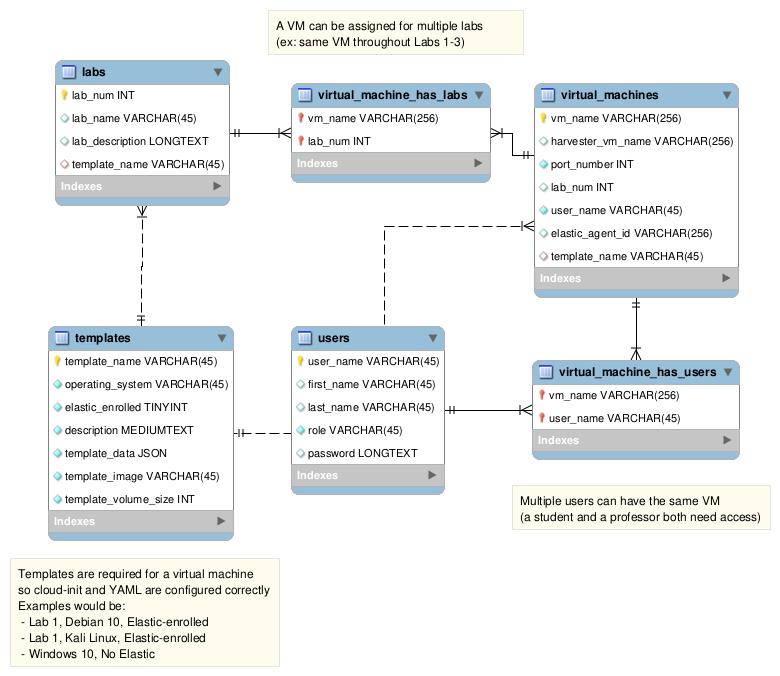 A VM can be assigned for multiple labs
(ex: same VM throughout Labs 1-3)
labs
lab_num INT
lab_name VARCHAR(45)
lab_description LONGTEXT
template_name VARCHAR(45)
Indexes
virtual_machine_has_labs
vm_name VARCHAR(256)
lab_num INT
Indexes
virtual_machines
vm_name VARCHAR(256)
harvester_vm_name VARCHAR(256)
port_number INT
lab_num INT
user_name VARCHAR(45)
elastic_agent_id VARCHAR(256)
template_name VARCHAR(45)
Indexes
templates
template_name VARCHAR(45)
operating_system VARCHAR(45)
elastic_enrolled TINYINT
description MEDIUMTEXT
template_data JSON
template_image VARCHAR(45)
template_volume_size INT
Indexes
users
user_name VARCHAR(45)
first_name VARCHAR(45)
last_name VARCHAR(45)
role VARCHAR(45)
password LONGTEXT
Indexes
virtual_machine_has_users
vm_name VARCHAR(256)
user_name VARCHAR(45)
Indexes
Multiple users can have the same VM
(a student and a professor both need access)
Templates are required for a virtual machine
so cloud-init and YAML are configured correctly
Examples would be:
- Lab 1, Debian 10, Elastic-enrolled
- Lab 1, Kali Linux, Elastic-enrolled
- Windows 10, No Elastic